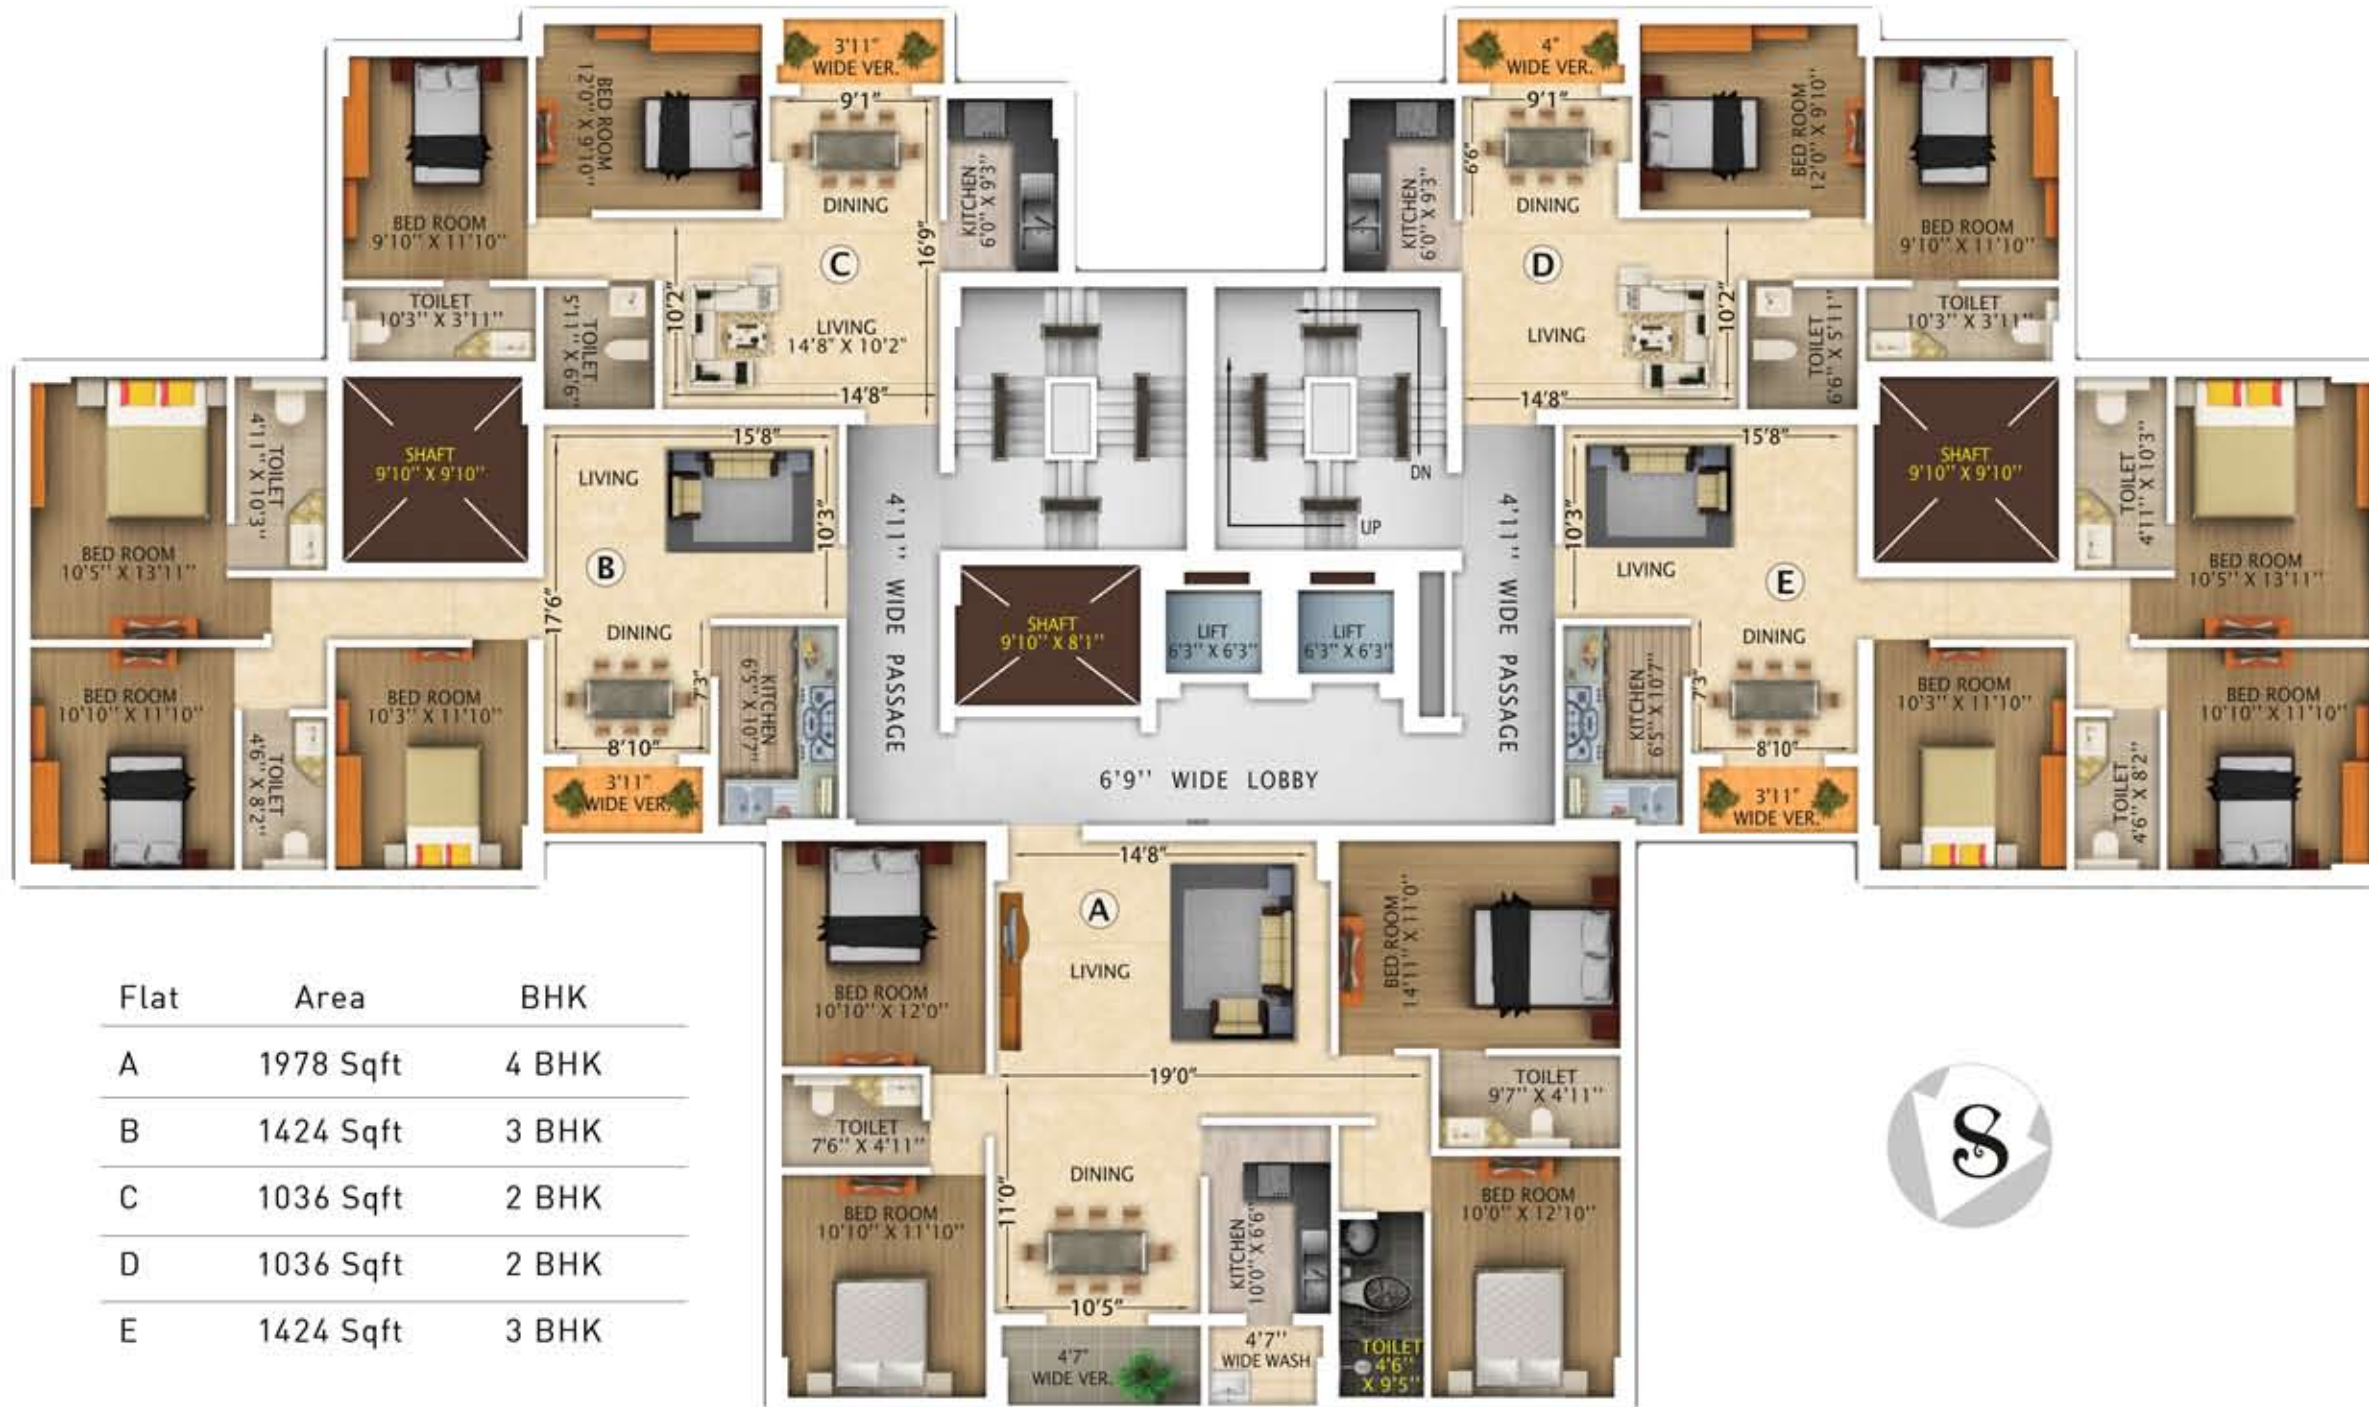 3'11"
WIDE VER.
9'1"
BED ROOM
12'0" X 9'10"
BED ROOM
9'10'' X 11'10''
DINING
KITCHEN
6'0" X 9'3"
16'9"
C
10'2"
LIVING
14'8" X 10'2"
14'8"
TOILET
10'3'' X 3'11''
TOILET
5'11'' X 6'6''
4"
WIDE VER.
9'1"
6'6"
KITCHEN
6'0'' X 9'3''
DINING
BED ROOM
12'0'' X 9'10''
BED ROOM
9'10'' X 11'10''
D
LIVING
10'2"
14'8"
TOILET
6'6'' X 5'11''
TOILET
10'3'' X 3'11''
DN
UP
BED ROOM
10'5'' X 13'11''
TOILET
4'11'' X 10'3''
SHAFT
9'10'' X 9'10''
15'8"
LIVING
10'3"
B
17'6"
DINING
7'3"
8'10"
KITCHEN
6'5'' X 10'7''
3'11"
WIDE VER.
BED ROOM
10'10'' X 11'10''
TOILET
4'6'' X 8'2''
BED ROOM
10'3'' X 11'10''
4'11'' WIDE PASSAGE
SHAFT
9'10'' X 8'1''
LIFT
6'3'' X 6'3''
LIFT
6'3'' X 6'3''
4'11'' WIDE PASSAGE
6'9'' WIDE LOBBY
15'8"
10'3"
LIVING
E
DINING
7'3"
8'10"
KITCHEN
6'5'' X 10'7''
3'11"
WIDE VER.
SHAFT
9'10'' X 9'10''
TOILET
4'11'' X 10'3''
BED ROOM
10'5'' X 13'11''
BED ROOM
10'3'' X 11'10''
TOILET
4'6'' X 8'2''
BED ROOM
10'10'' X 11'10''
14'8"
A
LIVING
BED ROOM
10'10'' X 12'0''
BED ROOM
14'11'' X 11'0''
19'0"
TOILET
7'6'' X 4'11''
TOILET
9'7'' X 4'11''
11'0"
DINING
10'5"
BED ROOM
10'10'' X 11'10''
KITCHEN
10'0'' X 6'6''
BED ROOM
10'0'' X 12'10''
4'7"
WIDE VER.
4'7''
WIDE WASH
TOILET
4'6''
X 9'5''
Flat Area BHK
A 1978 Sqft 4 BHK
B 1424 Sqft 3 BHK
C 1036 Sqft 2 BHK
D 1036 Sqft 2 BHK
E 1424 Sqft 3 BHK
S